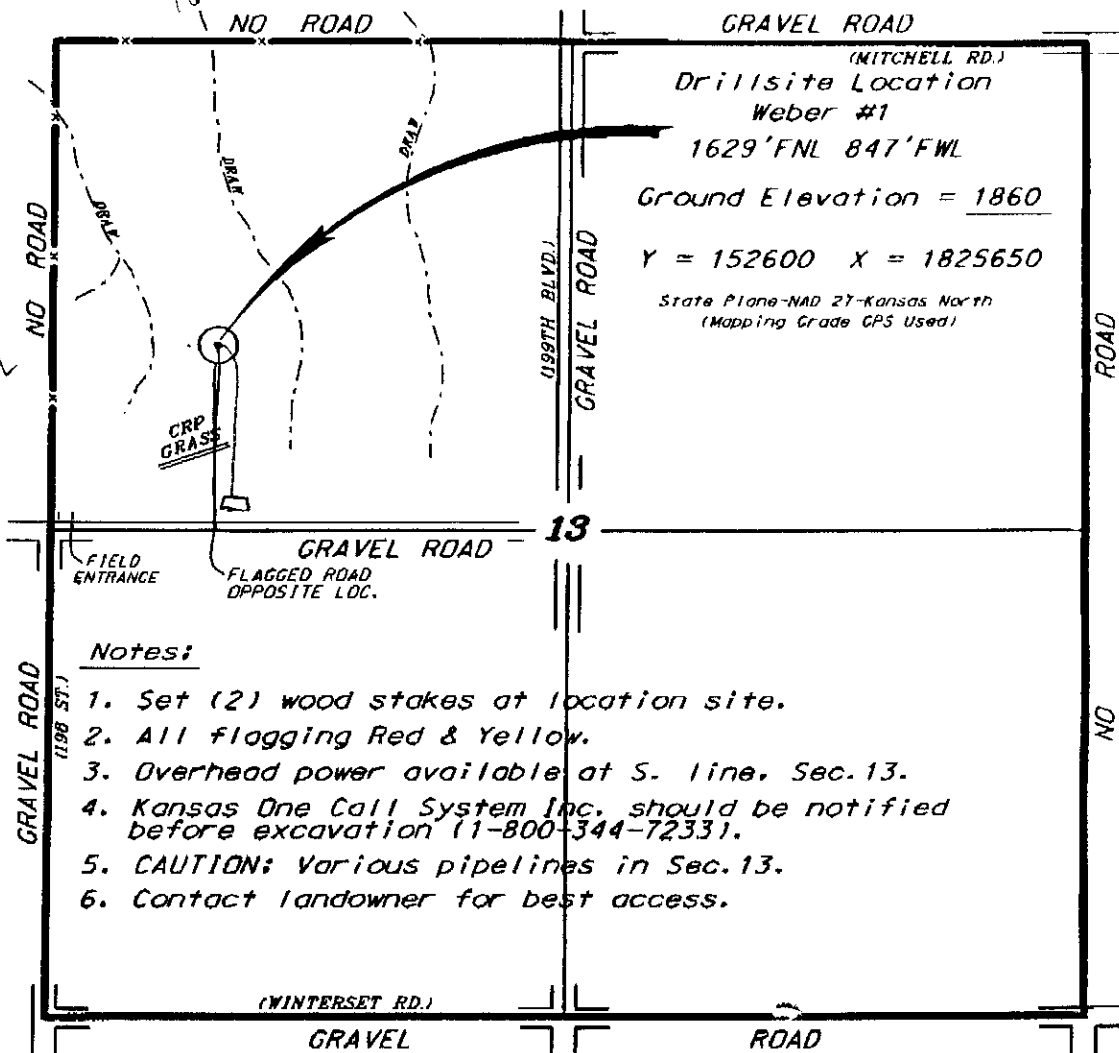 NO ROAD
GRAVEL ROAD
(MITCHELL RD.)
Drillsite Location
Weber #1
1629'FNL 847'FWL
Ground Elevation = 1860
Y = 152600 X = 1825650
State Plane-NAD 27-Kansas North
(Mapping Grade GPS Used)
DRAW
DRAW
DRAW
NO ROAD
(199TH BLVD.)
GRAVEL ROAD
ROAD
CRP
GRASS
13
GRAVEL ROAD
FIELD
ENTRANCE
FLAGGED ROAD
OPPOSITE LOC.
Notes:
1. Set (2) wood stakes at location site.
2. All flagging Red & Yellow.
3. Overhead power available at S. line, Sec.13.
4. Kansas One Call System Inc. should be notified
before excavation (1-800-344-7233).
5. CAUTION: Various pipelines in Sec.13.
6. Contact landowner for best access.
GRAVEL ROAD
(198 ST.)
NO
(WINTERSET RD.)
GRAVEL ROAD